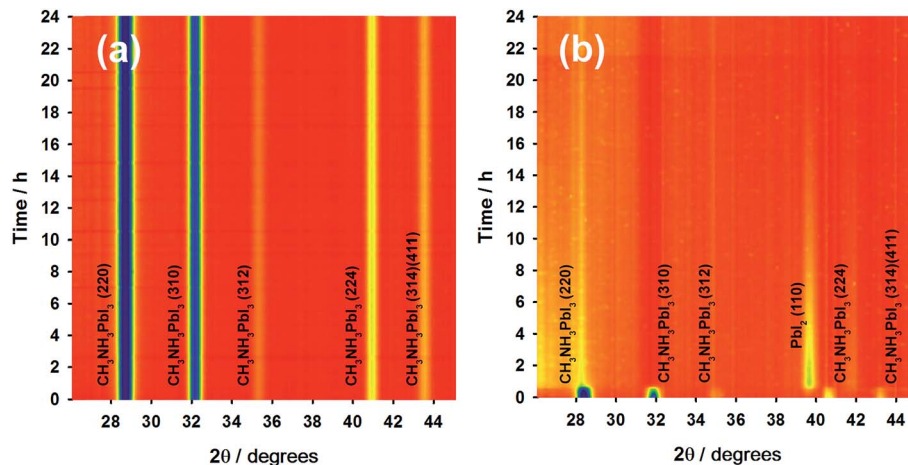 (a)
24
22
20
18
16
14
12
10
8
6
4
2
0
Time / h
CH₃NH₃PbI₃ (220)
CH₃NH₃PbI₃ (310)
CH₃NH₃PbI₃ (312)
CH₃NH₃PbI₃ (224)
CH₃NH₃PbI₃ (314)(411)
28 30 32 34 36 38 40 42 44
2θ / degrees
(b)
24
22
20
18
16
14
12
10
8
6
4
2
0
Time / h
CH₃NH₃PbI₃ (220)
CH₃NH₃PbI₃ (310)
CH₃NH₃PbI₃ (312)
PbI₂ (110)
CH₃NH₃PbI₃ (224)
CH₃NH₃PbI₃ (314)(411)
28 30 32 34 36 38 40 42 44
2θ / degrees